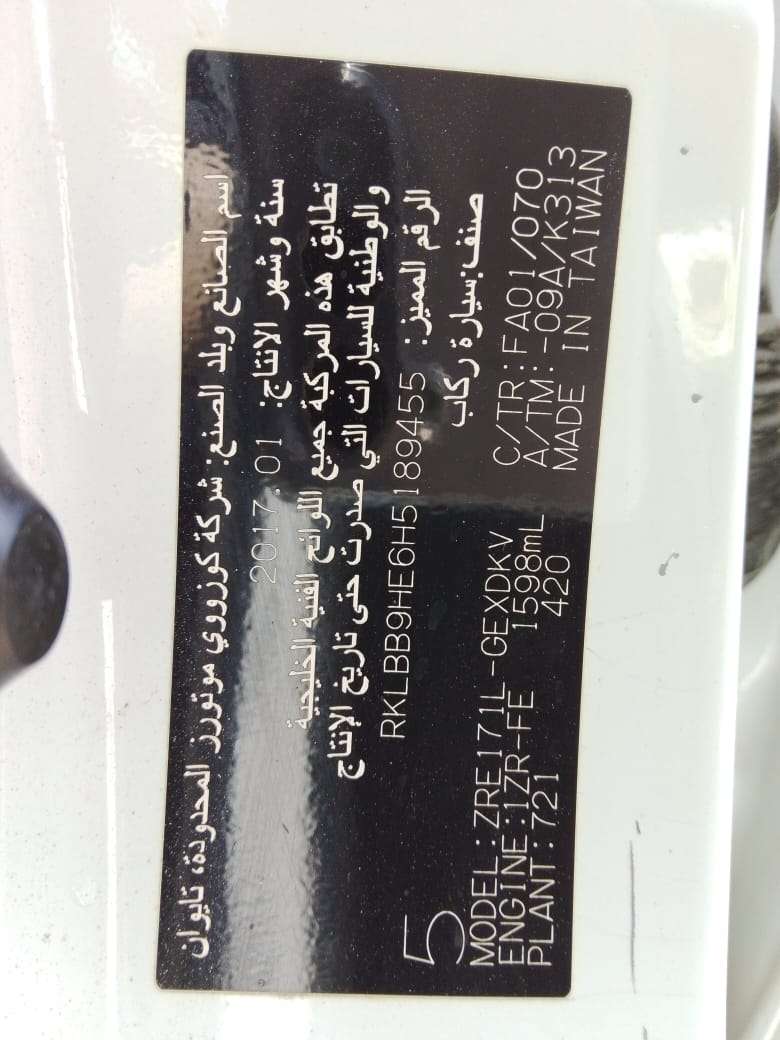 اسم الصانع وبلد الصنع: شركة كوزووي موتورز المحدودة، تايوان
سنة وشهر الانتاج: 2017.01
تطابق هذه المركبة جميع اللوائح الفنية الخليجية
والوطنية للسيارات التي صدرت حتى تاريخ الإنتاج
الرقم المميز: RKLBB9HE6H5189455
صنف:سيارة ركاب
5
MODEL:ZRE171L-GEXDKV C/TR:FA01/070
ENGINE:1ZR-FE 1598mL A/TM:-09A/K313
PLANT:721 420 MADE IN TAIWAN